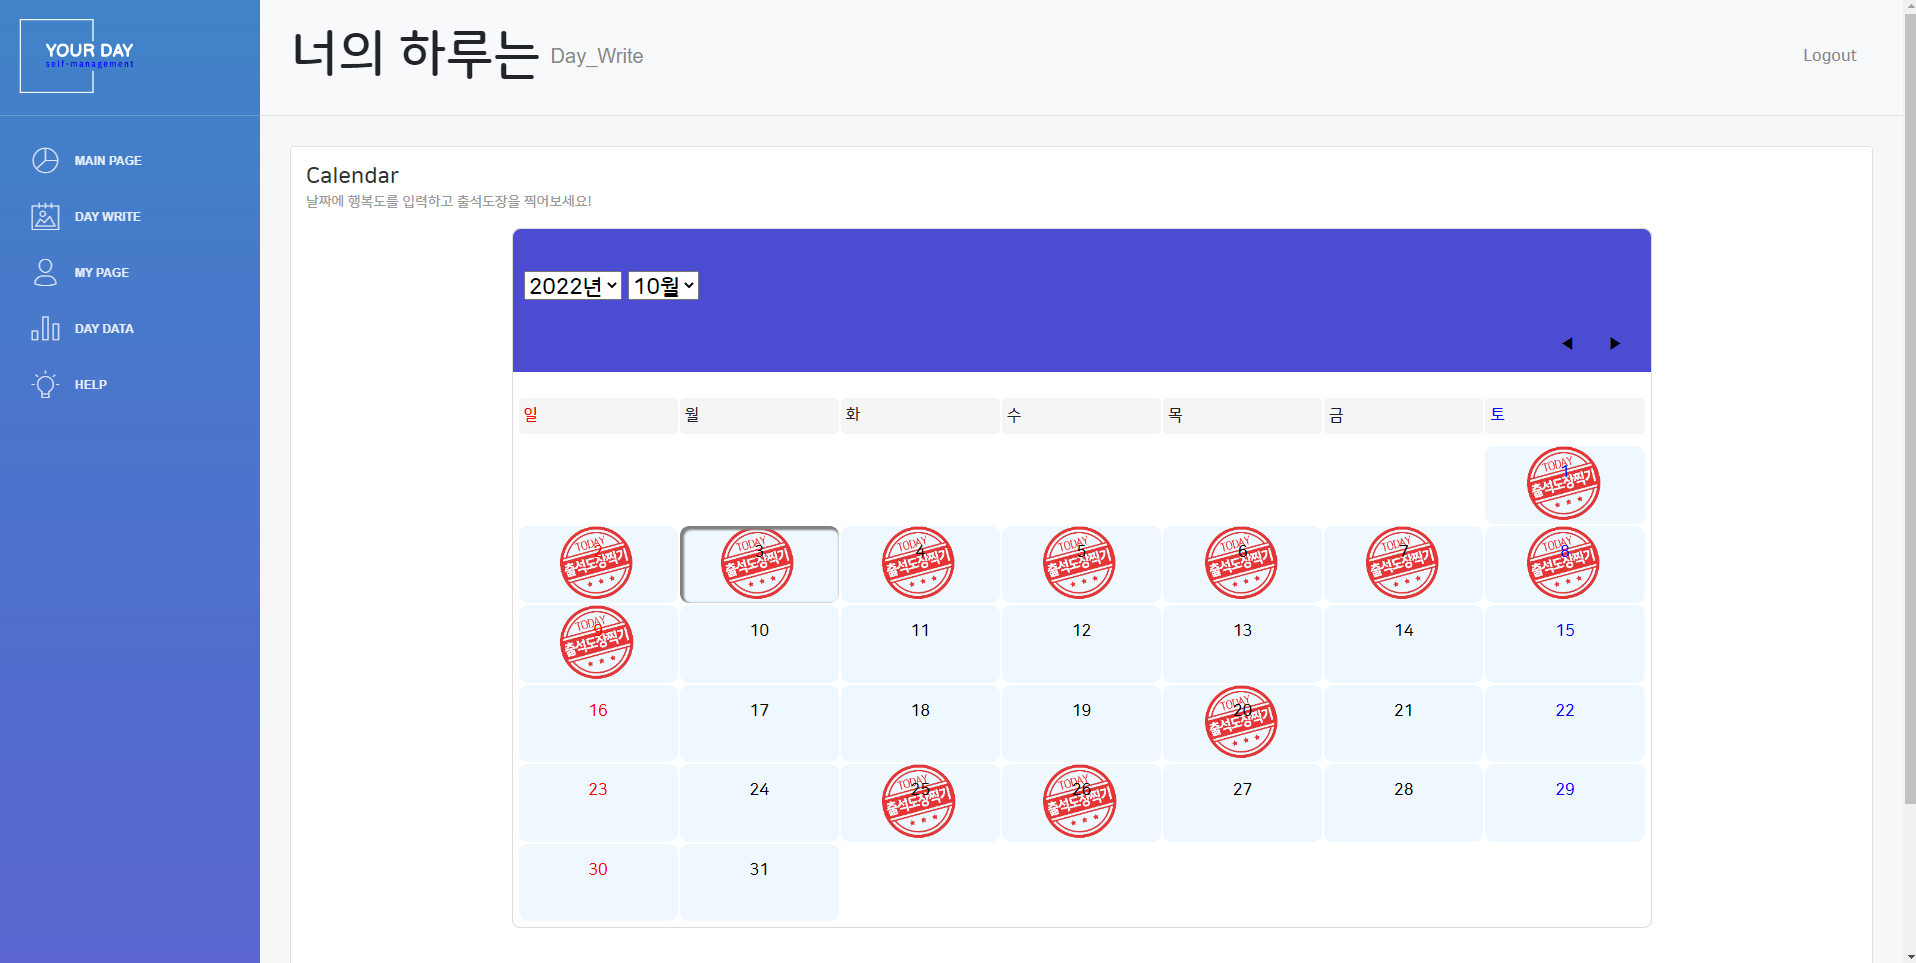 YOUR DAY
self-management
너의 하루는 Day_Write
Logout
MAIN PAGE
DAY WRITE
MY PAGE
DAY DATA
HELP
Calendar
날짜에 행복도를 입력하고 출석도장을 찍어보세요!
2022년 10월
◀ ▶
일 월 화 수 목 금 토
1
TODAY
출석도장찍기
2 3 4 5 6 7 8
TODAY TODAY TODAY TODAY TODAY TODAY TODAY
출석도장찍기 출석도장찍기 출석도장찍기 출석도장찍기 출석도장찍기 출석도장찍기 출석도장찍기
9 10 11 12 13 14 15
TODAY
출석도장찍기
16 17 18 19 20 21 22
TODAY
출석도장찍기
23 24 25 26 27 28 29
TODAY TODAY
출석도장찍기 출석도장찍기
30 31